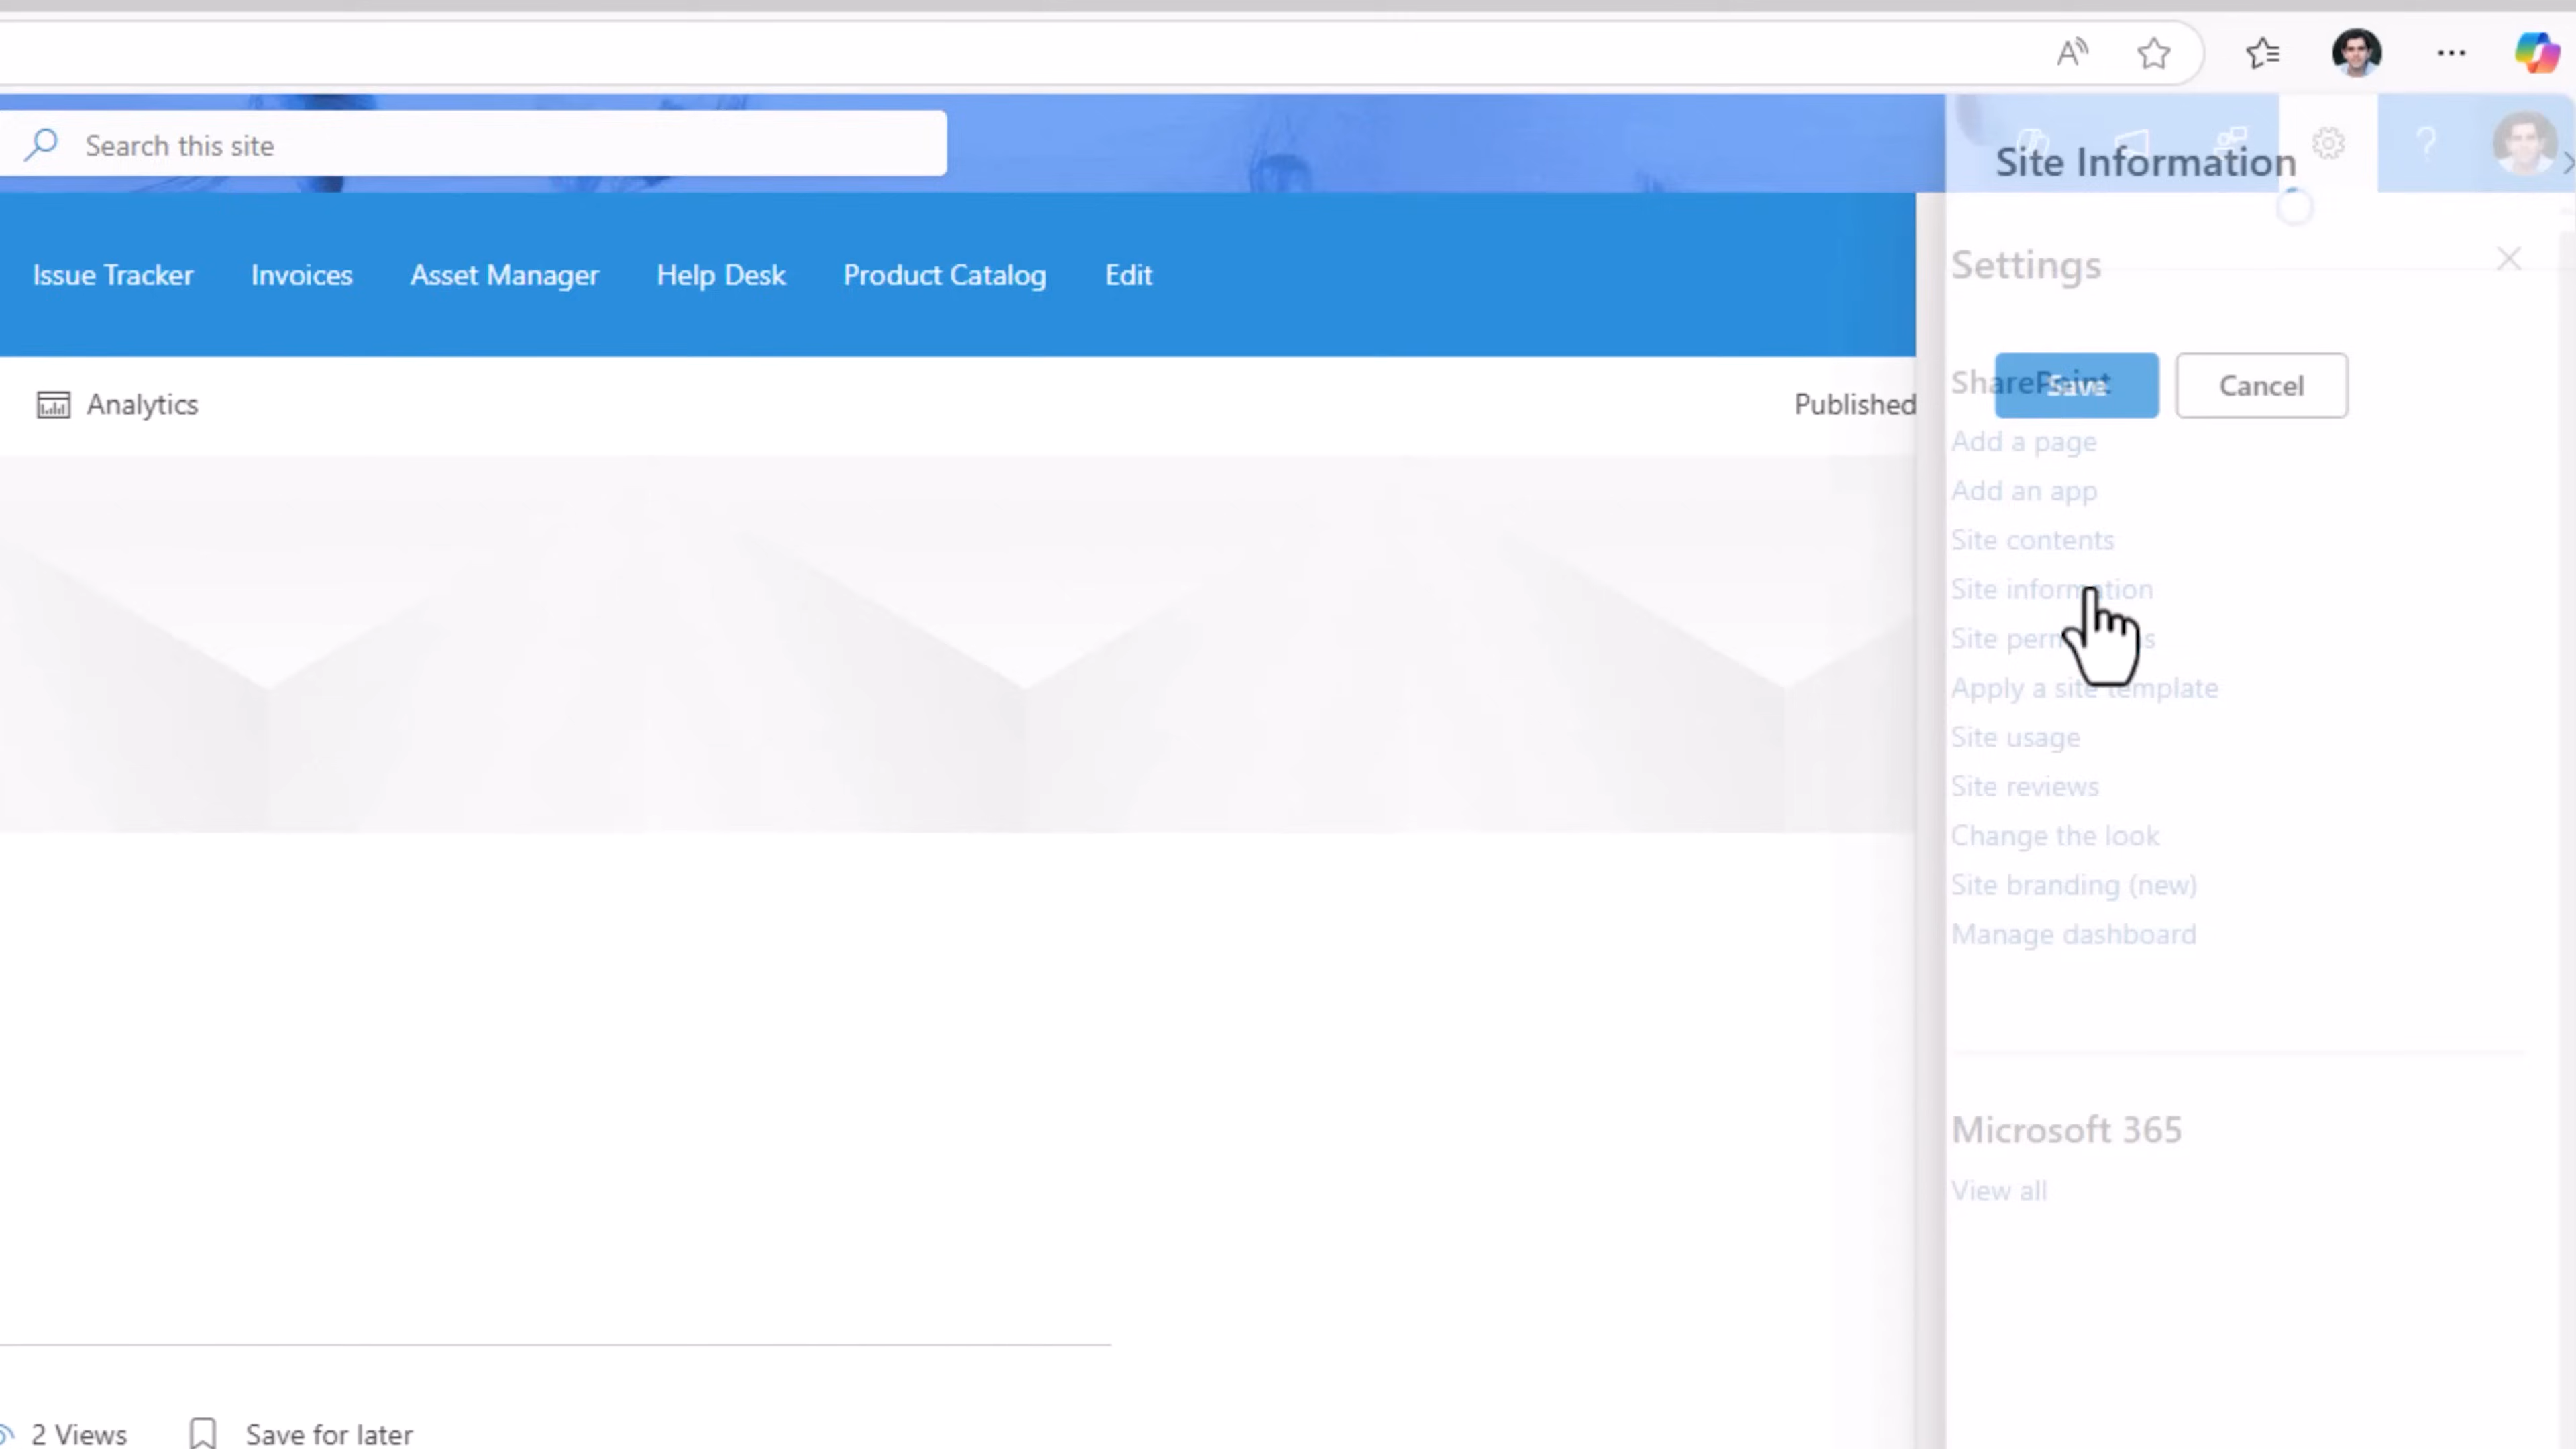 Search this site
Site Information
Issue Tracker Invoices Asset Manager Help Desk Product Catalog Edit
Settings
Analytics
Published
SharePoint
Save
Cancel
Add a page
Add an app
Site contents
Site information
Site permissions
Apply a site template
Site usage
Site reviews
Change the look
Site branding (new)
Manage dashboard
Microsoft 365
View all
2 Views
Save for later